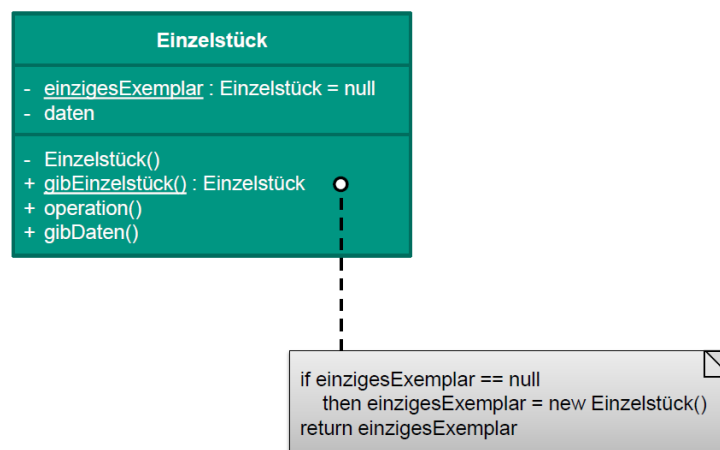 Einzelstück
- einzigesExemplar : Einzelstück = null
- daten
- Einzelstück()
+ gibEinzelstück() : Einzelstück
+ operation()
+ gibDaten()
if einzigesExemplar == null
then einzigesExemplar = new Einzelstück()
return einzigesExemplar